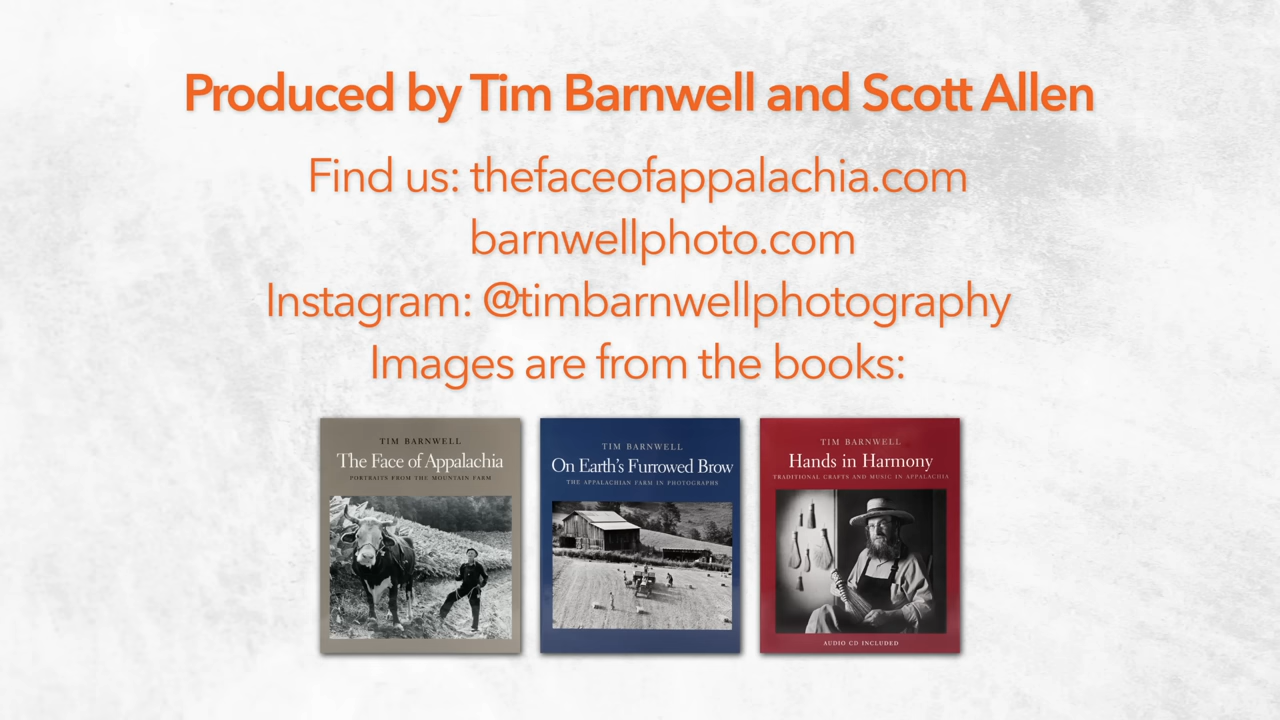 Produced by Tim Barnwell and Scott Allen
Find us: thefaceofappalachia.com
barnwellphoto.com
Instagram: @timbarnwellphotography
Images are from the books:
TIM BARNWELL
The Face of Appalachia
PORTRAITS FROM THE MOUNTAIN FARM
TIM BARNWELL
On Earth's Furrowed Brow
THE APPALACHIAN FARM IN PHOTOGRAPHS
TIM BARNWELL
Hands in Harmony
TRADITIONAL CRAFTS AND MUSIC IN APPALACHIA
AUDIO CD INCLUDED